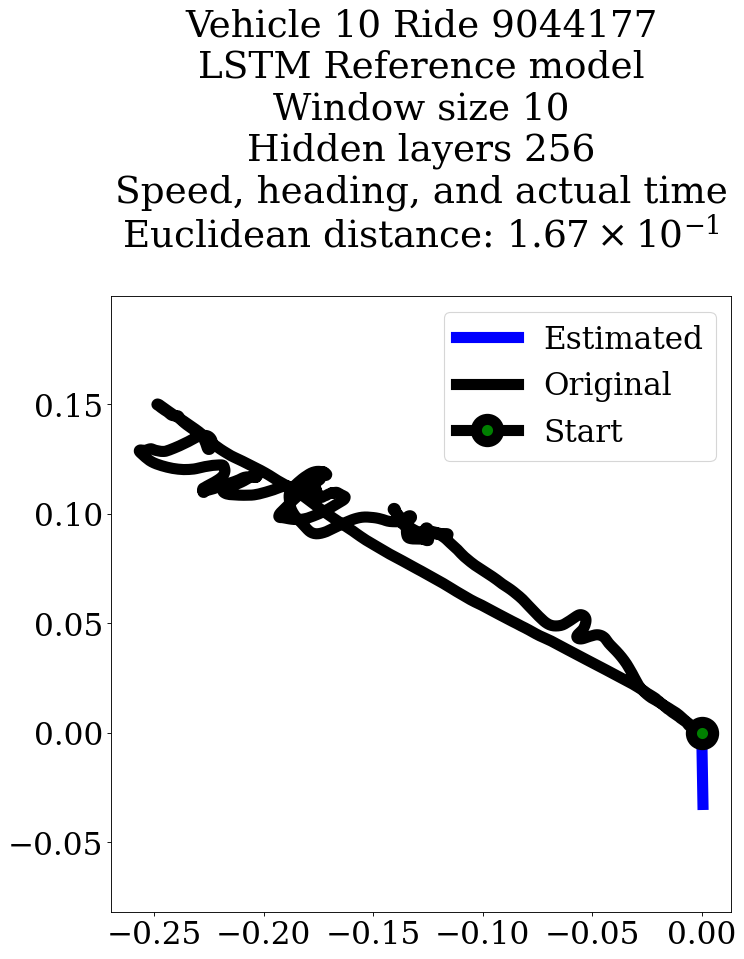 Vehicle 10 Ride 9044177
LSTM Reference model
Window size 10
Hidden layers 256
Speed, heading, and actual time
Euclidean distance: 1.67 × 10⁻¹
Estimated
Original
Start
0.15
0.10
0.05
0.00
−0.05
−0.25 −0.20 −0.15 −0.10 −0.05 0.00